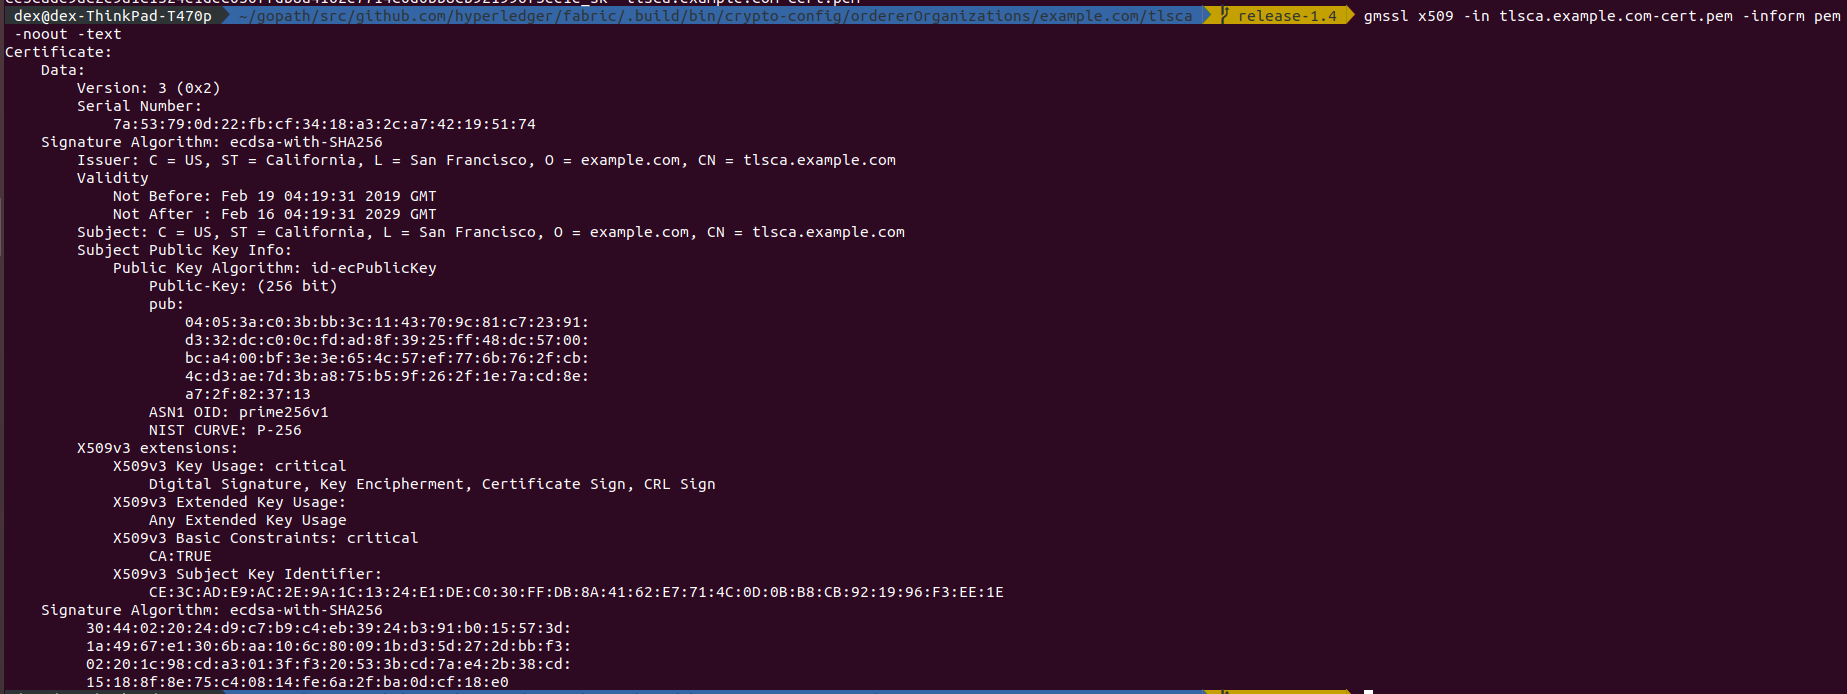 dex@dex-ThinkPad-T470p ~/gopath/src/github.com/hyperledger/fabric/.build/bin/crypto-config/ordererOrganizations/example.com/tlsca release-1.4 gmssl x509 -in tlsca.example.com-cert.pem -inform pem
-noout -text
Certificate:
Data:
Version: 3 (0x2)
Serial Number:
7a:53:79:0d:22:fb:cf:34:18:a3:2c:a7:42:19:51:74
Signature Algorithm: ecdsa-with-SHA256
Issuer: C = US, ST = California, L = San Francisco, O = example.com, CN = tlsca.example.com
Validity
Not Before: Feb 19 04:19:31 2019 GMT
Not After : Feb 16 04:19:31 2029 GMT
Subject: C = US, ST = California, L = San Francisco, O = example.com, CN = tlsca.example.com
Subject Public Key Info:
Public Key Algorithm: id-ecPublicKey
Public-Key: (256 bit)
pub:
04:05:3a:c0:3b:bb:3c:11:43:70:9c:81:c7:23:91:
d3:32:dc:c0:0c:fd:ad:8f:39:25:ff:48:dc:57:00:
bc:a4:00:bf:3e:3e:65:4c:57:ef:77:6b:76:2f:cb:
4c:d3:ae:7d:3b:a8:75:b5:9f:26:2f:1e:7a:cd:8e:
a7:2f:82:37:13
ASN1 OID: prime256v1
NIST CURVE: P-256
X509v3 extensions:
X509v3 Key Usage: critical
Digital Signature, Key Encipherment, Certificate Sign, CRL Sign
X509v3 Extended Key Usage:
Any Extended Key Usage
X509v3 Basic Constraints: critical
CA:TRUE
X509v3 Subject Key Identifier:
CE:3C:AD:E9:AC:2E:9A:1C:13:24:E1:DE:C0:30:FF:DB:8A:41:62:E7:71:4C:0D:0B:B8:CB:92:19:96:F3:EE:1E
Signature Algorithm: ecdsa-with-SHA256
30:44:02:20:24:d9:c7:b9:c4:eb:39:24:b3:91:b0:15:57:3d:
1a:49:67:e1:30:6b:aa:10:6c:80:09:1b:d3:5d:27:2d:bb:f3:
02:20:1c:98:cd:a3:01:3f:f3:20:53:3b:cd:7a:e4:2b:38:cd:
15:18:8f:8e:75:c4:08:14:fe:6a:2f:ba:0d:cf:18:e0